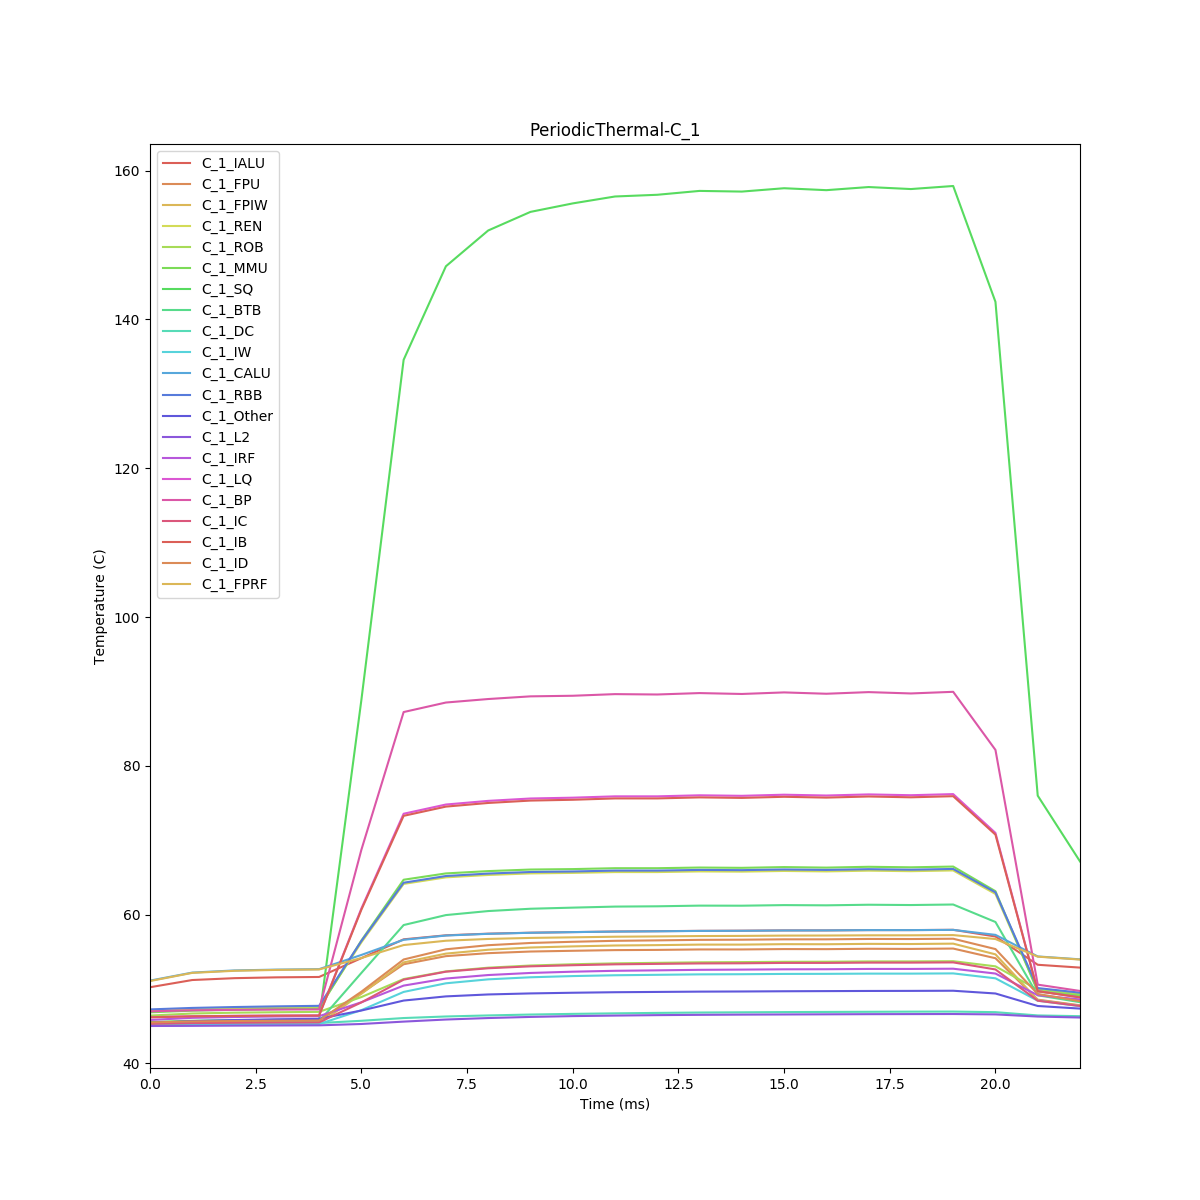 PeriodicThermal-C_1
160
140
120
100
80
60
40
Temperature (C)
C_1_IALU
C_1_FPU
C_1_FPIW
C_1_REN
C_1_ROB
C_1_MMU
C_1_SQ
C_1_BTB
C_1_DC
C_1_IW
C_1_CALU
C_1_RBB
C_1_Other
C_1_L2
C_1_IRF
C_1_LQ
C_1_BP
C_1_IC
C_1_IB
C_1_ID
C_1_FPRF
0.0 2.5 5.0 7.5 10.0 12.5 15.0 17.5 20.0
Time (ms)